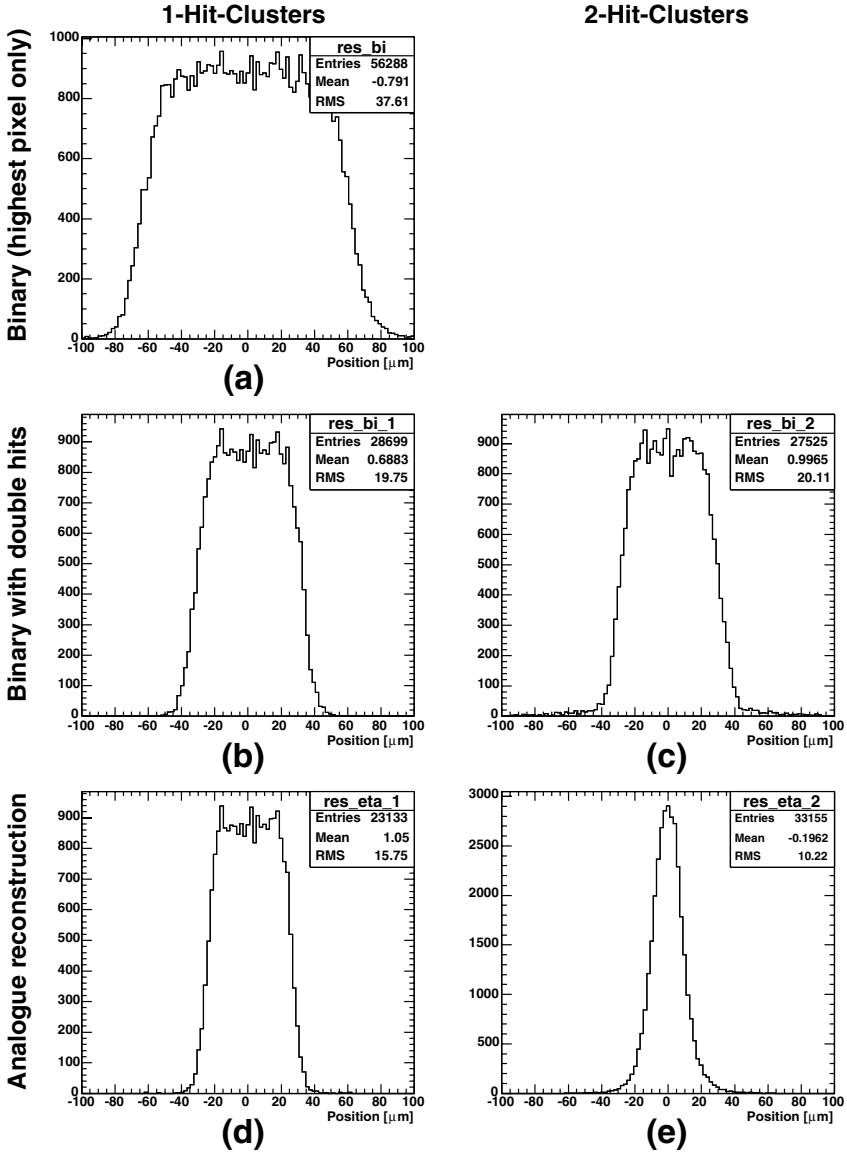 1-Hit-Clusters
2-Hit-Clusters
Binary (highest pixel only)
res_bi
Entries 56288
Mean -0.791
RMS 37.61
1000
800
600
400
200
0
-100 -80 -60 -40 -20 0 20 40 60 80 100
Position [μm]
(a)
Binary with double hits
res_bi_1
Entries 28699
Mean 0.6883
RMS 19.75
900
800
700
600
500
400
300
200
100
0
-100 -80 -60 -40 -20 0 20 40 60 80 100
Position [μm]
(b)
res_bi_2
Entries 27525
Mean 0.9965
RMS 20.11
900
800
700
600
500
400
300
200
100
0
-100 -80 -60 -40 -20 0 20 40 60 80 100
Position [μm]
(c)
Analogue reconstruction
res_eta_1
Entries 23133
Mean 1.05
RMS 15.75
900
800
700
600
500
400
300
200
100
0
-100 -80 -60 -40 -20 0 20 40 60 80 100
Position [μm]
(d)
res_eta_2
Entries 33155
Mean -0.1962
RMS 10.22
3000
2500
2000
1500
1000
500
0
-100 -80 -60 -40 -20 0 20 40 60 80 100
Position [μm]
(e)